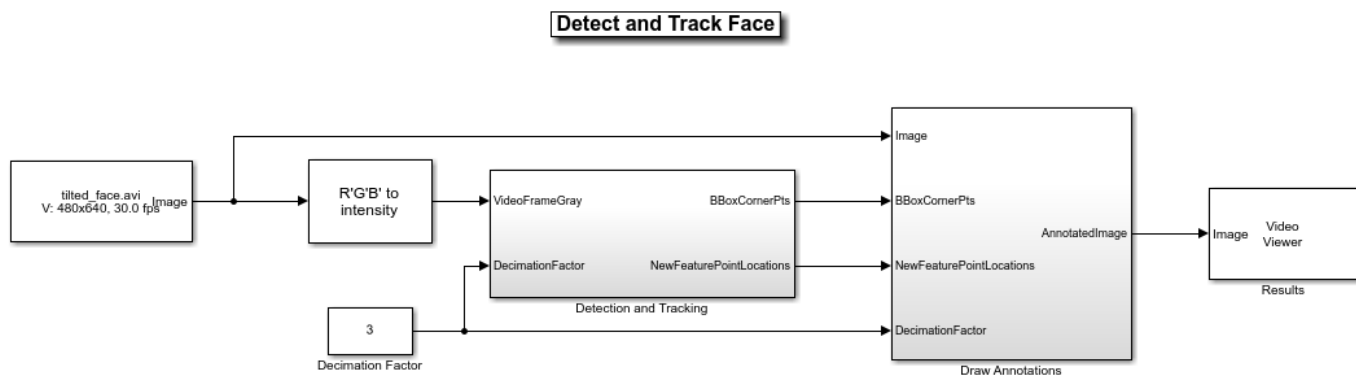 Detect and Track Face
tilted_face.avi
V: 480x640, 30.0 fps
Image
R'G'B' to
intensity
VideoFrameGray
DecimationFactor
BBoxCornerPts
NewFeaturePointLocations
Detection and Tracking
3
Decimation Factor
Image
BBoxCornerPts
NewFeaturePointLocations
DecimationFactor
AnnotatedImage
Draw Annotations
Image
Video
Viewer
Results